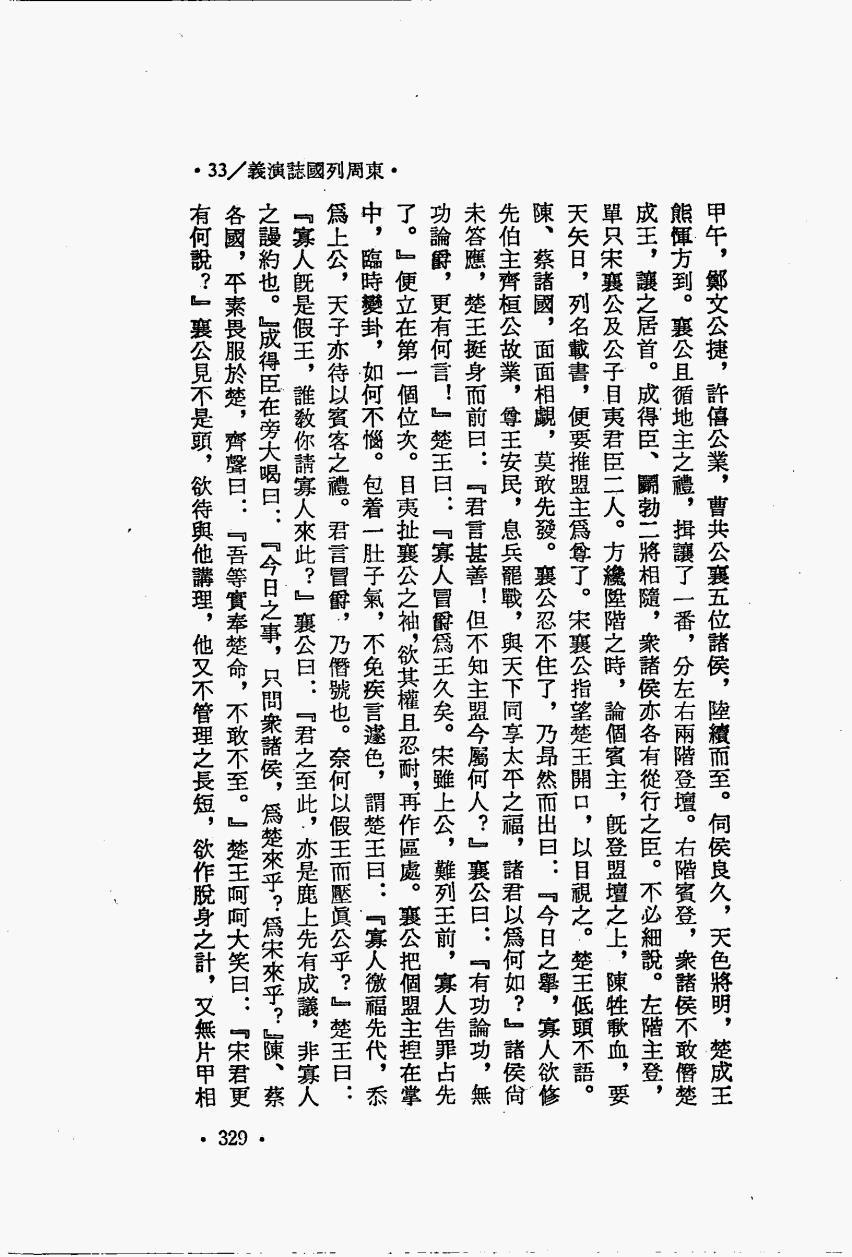 ·33/義演誌國列周東·
甲午，鄭文公捷，許僖公業，曹共公襄五位諸侯，陸續而至。伺侯良久，天色將明，楚成王
熊惲方到。襄公且循地主之禮，揖讓了一番，分左右兩階登壇。右階賓登，衆諸侯不敢僭楚
成王，讓之居首。成得臣、鬭勃二將相隨，衆諸侯亦各有從行之臣。不必細說。左階主登，
單只宋襄公及公子目夷君臣二人。方纔陞階之時，論個賓主，旣登盟壇之上，陳牲歃血，要
天矢日，列名載書，便要推盟主爲尊了。宋襄公指望楚王開口，以目視之。楚王低頭不語。
陳、蔡諸國，面面相覷，莫敢先發。襄公忍不住了，乃昂然而出曰：『今日之擧，寡人欲修
先伯主齊桓公故業，尊王安民，息兵罷戰，與天下同享太平之福，諸君以爲何如？』諸侯尙
未答應，楚王挺身而前曰：『君言甚善！但不知主盟今屬何人？』襄公曰：『有功論功，無
功論爵，更有何言！』楚王曰：『寡人冒爵爲王久矣。宋雖上公，難列王前，寡人告罪占先
了。』便立在第一個位次。目夷扯襄公之袖，欲其權且忍耐，再作區處。襄公把個盟主揑在掌
中，臨時變卦，如何不惱。包着一肚子氣，不免疾言遽色，謂楚王曰：『寡人徼福先代，忝
爲上公，天子亦待以賓客之禮。君言冒爵，乃僭號也。奈何以假王而壓眞公乎？』楚王曰：
『寡人旣是假王，誰敎你請寡人來此？』襄公曰：『君之至此，亦是鹿上先有成議，非寡人
之謾約也。』成得臣在旁大喝曰：『今日之事，只問衆諸侯，爲楚來乎？爲宋來乎？』陳、蔡
各國，平素畏服於楚，齊聲曰：『吾等實奉楚命，不敢不至。』楚王呵呵大笑曰：『宋君更
有何說？』襄公見不是頭，欲待與他講理，他又不管理之長短，欲作脫身之計，又無片甲相
·329·